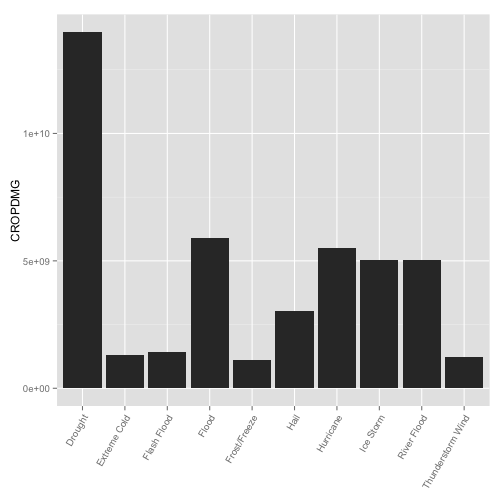 CROPDMG
1e+10
5e+09
0e+00
Drought
Extreme Cold
Flash Flood
Flood
Frost/Freeze
Hail
Hurricane
Ice Storm
River Flood
Thunderstorm Wind